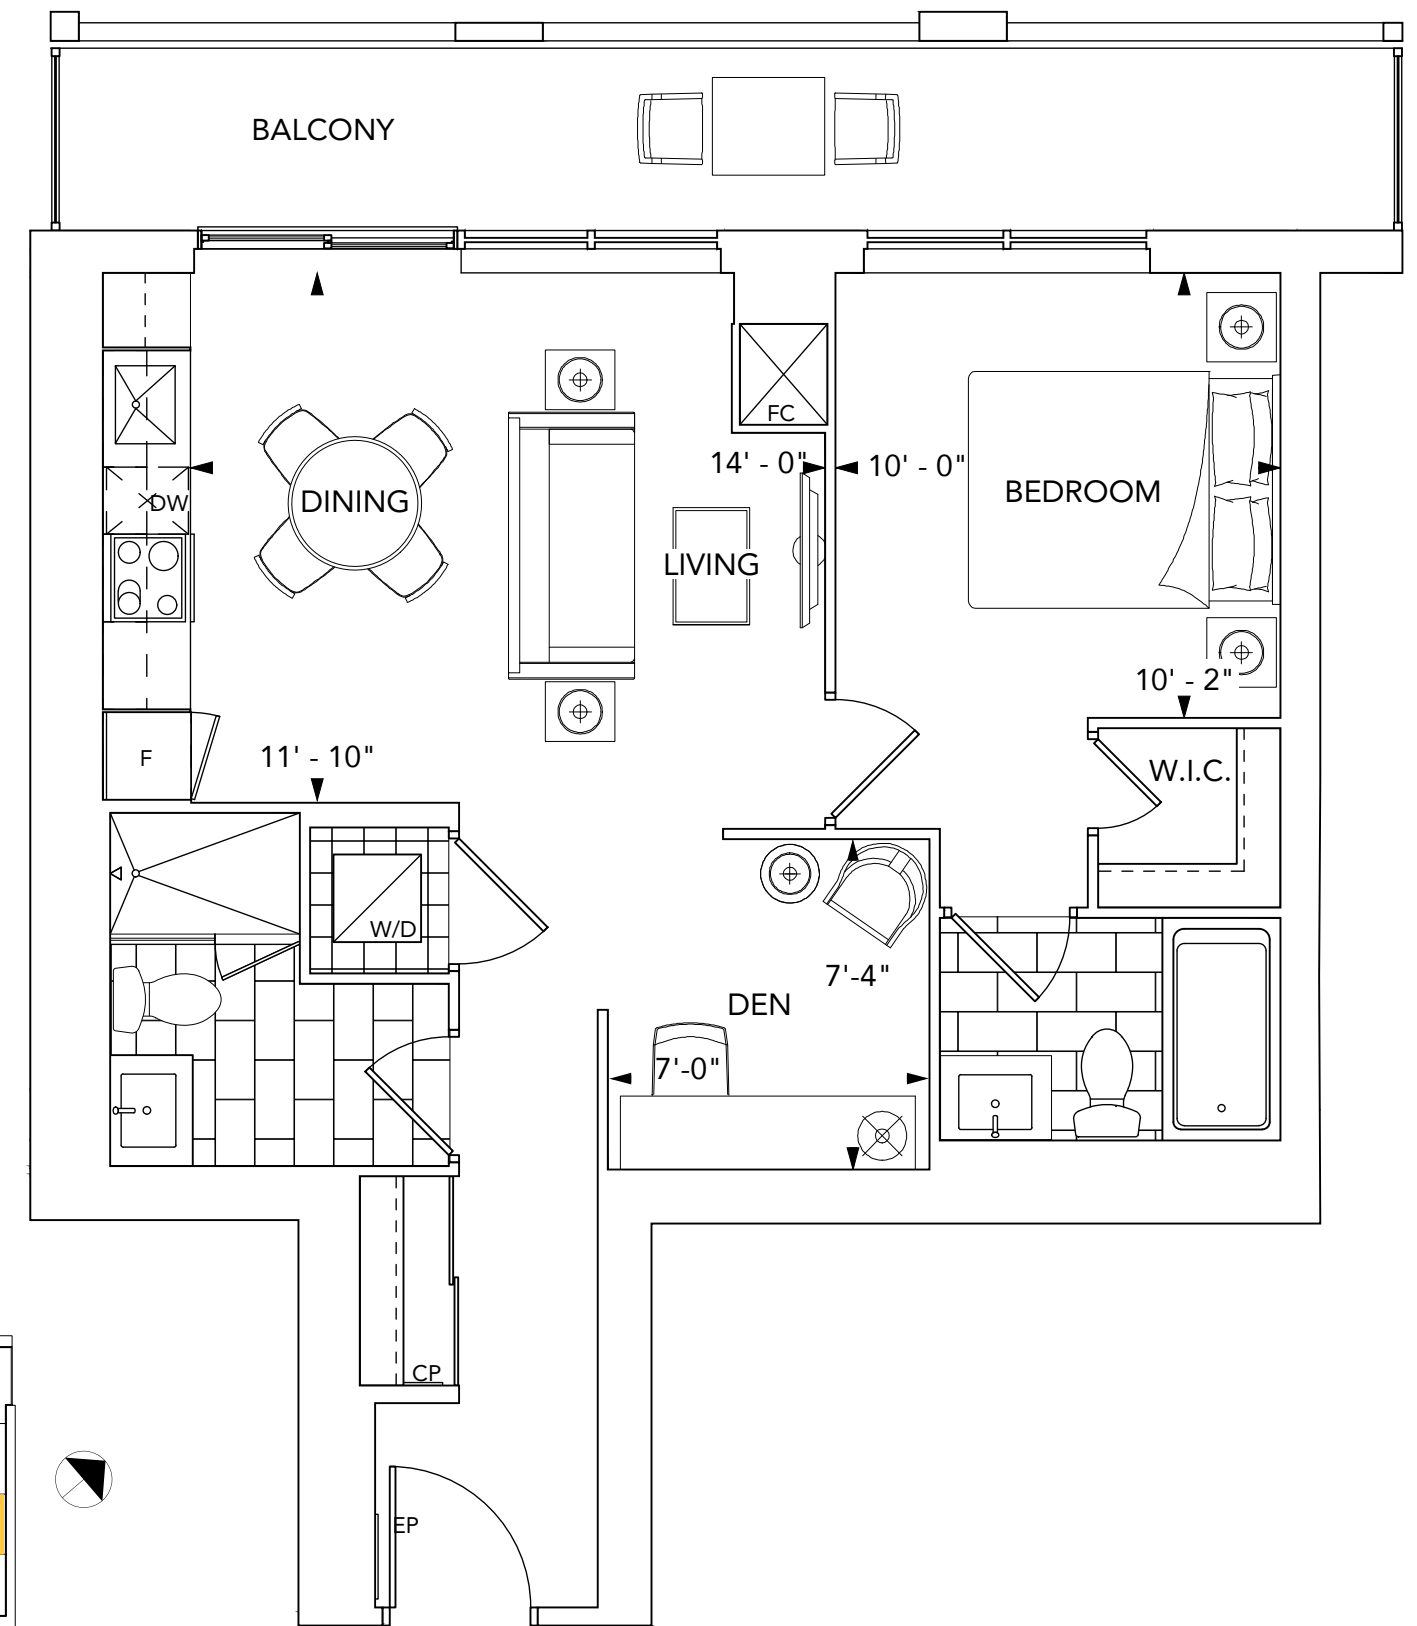 BALCONY
FC
14' - 0"
10' - 0"
BEDROOM
DINING
DW
LIVING
10' - 2"
11' - 10"
F
W.I.C.
W/D
7'-4"
DEN
7'-0"
CP
EP